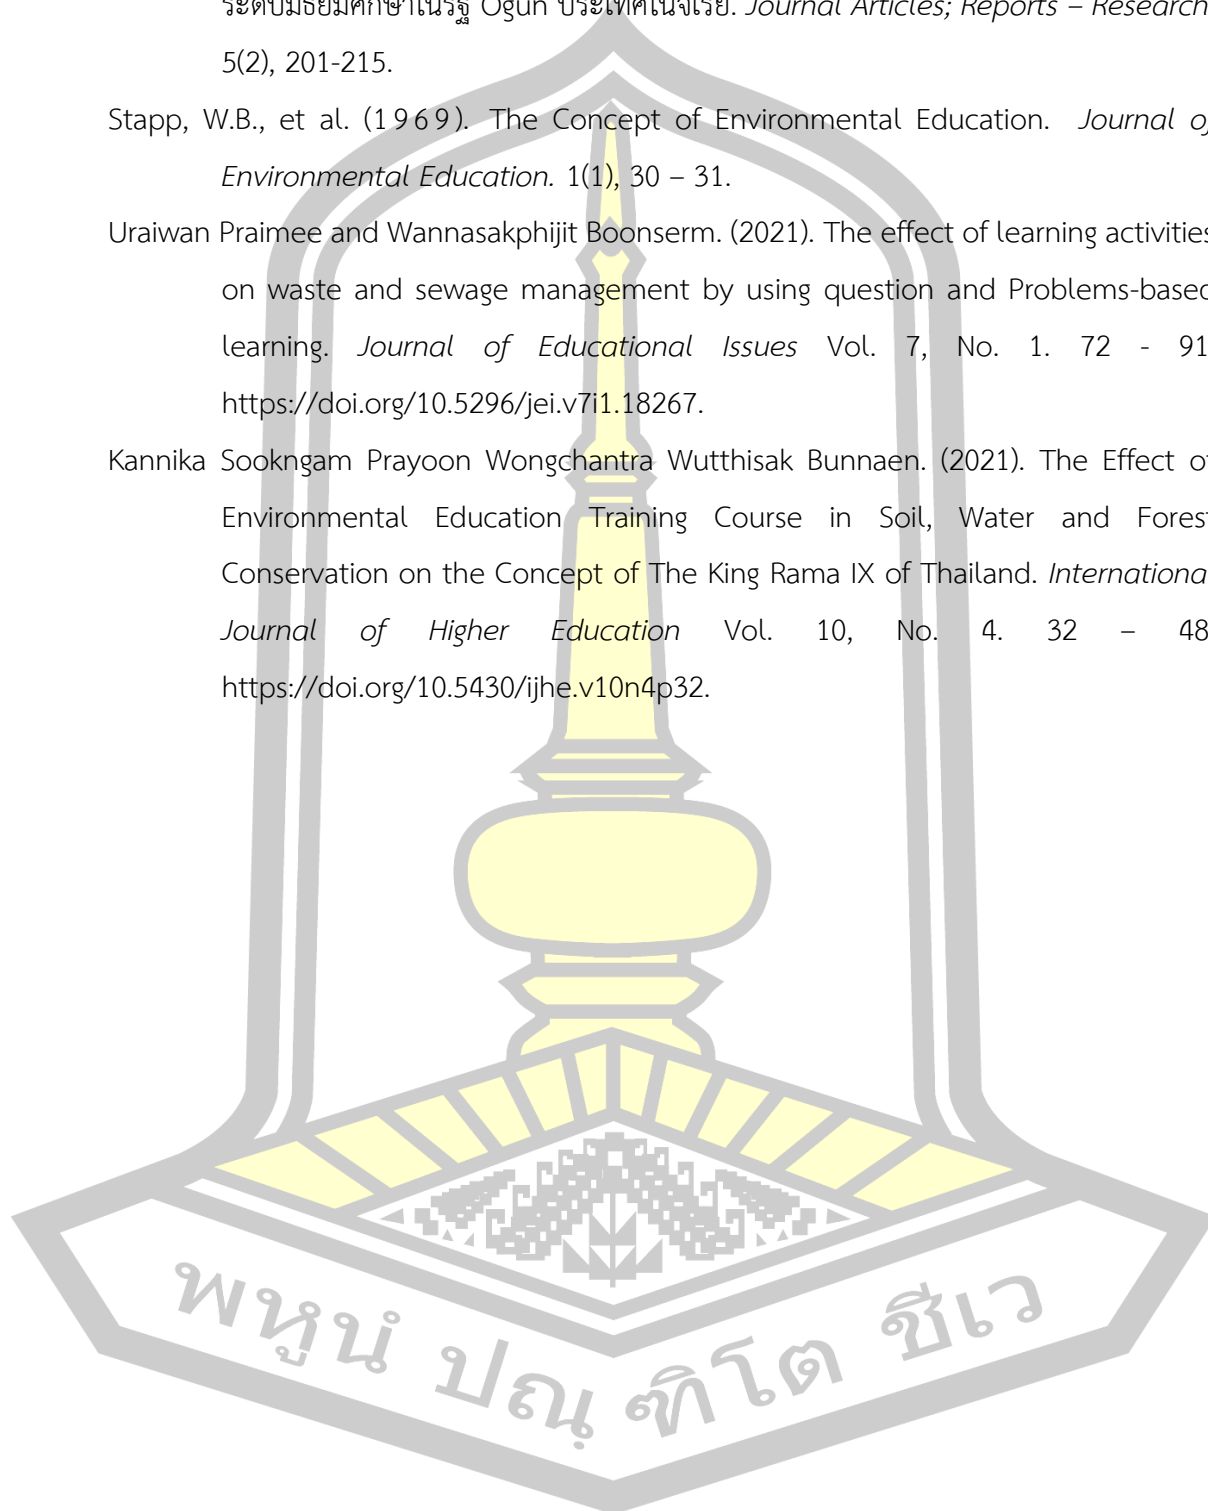 ระดับมัธยมศึกษาในรัฐ Ogun ประเทศไนจีเรีย. Journal Articles; Reports – Research
5(2), 201-215.
Stapp, W.B., et al. (1969). The Concept of Environmental Education. Journal of
Environmental Education. 1(1), 30 – 31.
Uraiwan Praimee and Wannasakphijit Boonserm. (2021). The effect of learning activities
on waste and sewage management by using question and Problems-based
learning. Journal of Educational Issues Vol. 7, No. 1. 72 - 91
https://doi.org/10.5296/jei.v7i1.18267.
Kannika Sookngam Prayoon Wongchantra Wutthisak Bunnaen. (2021). The Effect of
Environmental Education Training Course in Soil, Water and Forest
Conservation on the Concept of The King Rama IX of Thailand. International
Journal of Higher Education Vol. 10, No. 4. 32 – 48
https://doi.org/10.5430/ijhe.v10n4p32.
พหูนํ ปณฺฑิโต ชีเว